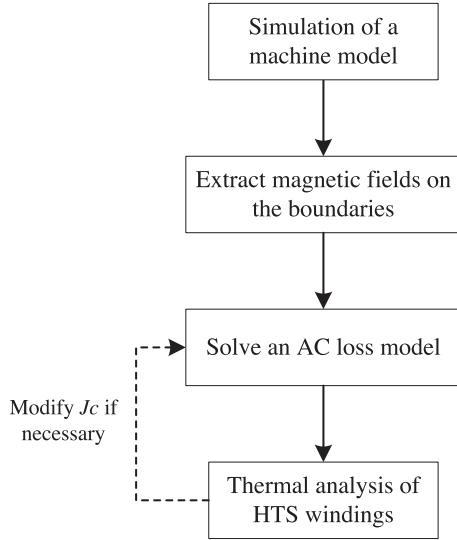 Simulation of a
machine model
Extract magnetic fields on
the boundaries
Solve an AC loss model
Modify Jc if
necessary
Thermal analysis of
HTS windings